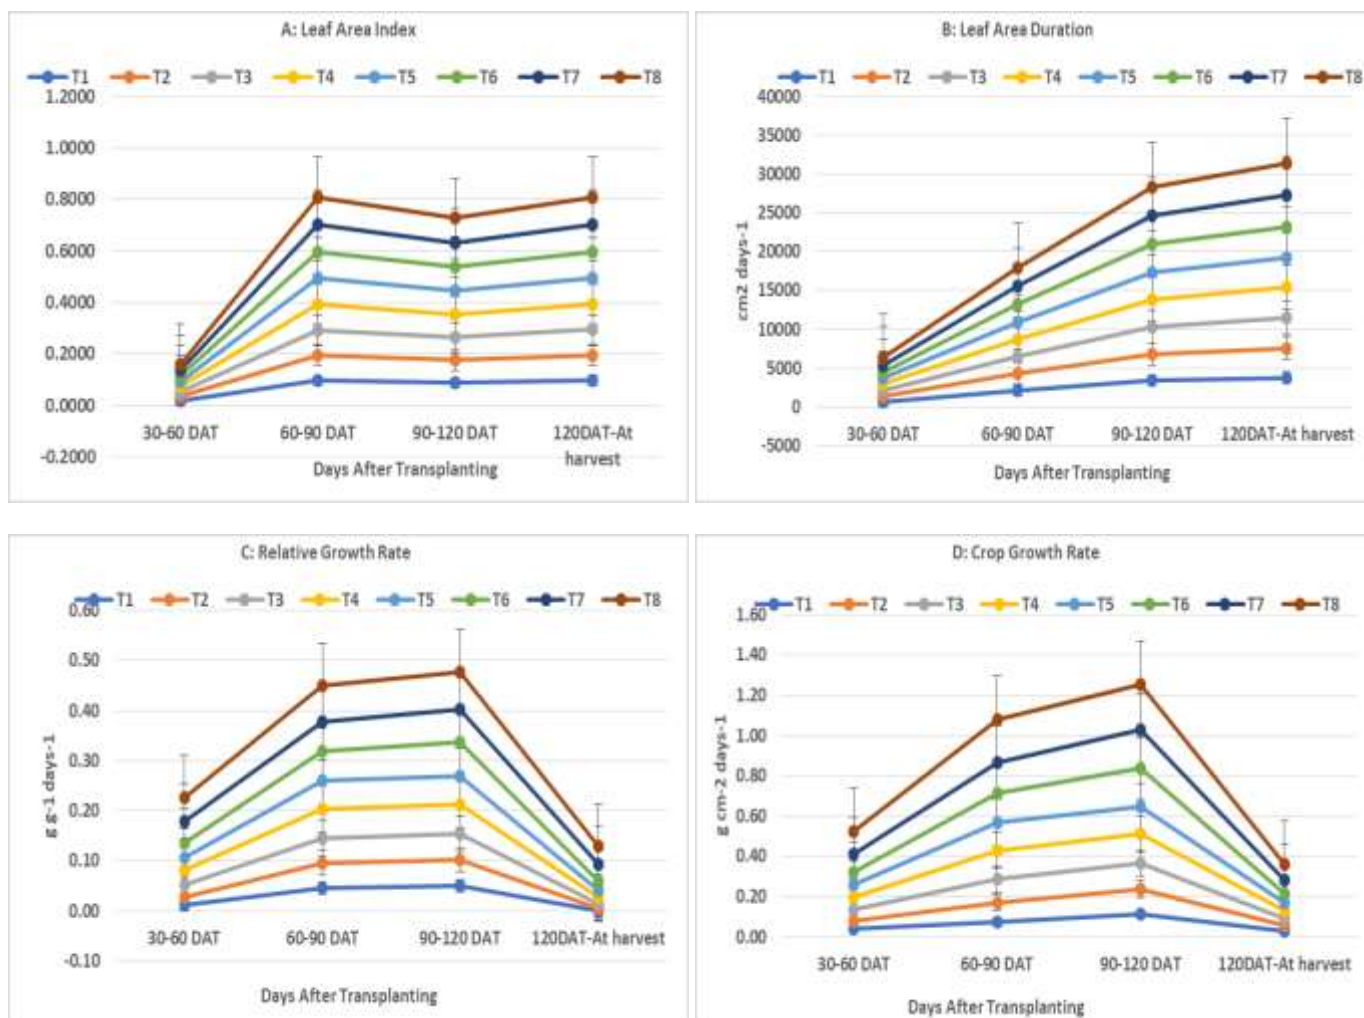 A: Leaf Area Index
T1 T2 T3 T4 T5 T6 T7 T8
1.2000
1.0000
0.8000
0.6000
0.4000
0.2000
0.0000
-0.2000
30-60 DAT 60-90 DAT 90-120 DAT 120DAT-At
harvest
Days After Transplanting
B: Leaf Area Duration
T1 T2 T3 T4 T5 T6 T7 T8
cm2 days-1
40000
35000
30000
25000
20000
15000
10000
5000
0
-5000
30-60 DAT 60-90 DAT 90-120 DAT 120DAT-At harvest
Days After Transplanting
C: Relative Growth Rate
T1 T2 T3 T4 T5 T6 T7 T8
g g-1 days-1
0.60
0.50
0.40
0.30
0.20
0.10
0.00
-0.10
30-60 DAT 60-90 DAT 90-120 DAT 120DAT-At harvest
Days After Transplanting
D: Crop Growth Rate
T1 T2 T3 T4 T5 T6 T7 T8
g cm-2 days-1
1.60
1.40
1.20
1.00
0.80
0.60
0.40
0.20
0.00
30-60 DAT 60-90 DAT 90-120 DAT 120DAT-At harvest
Days After Transplanting